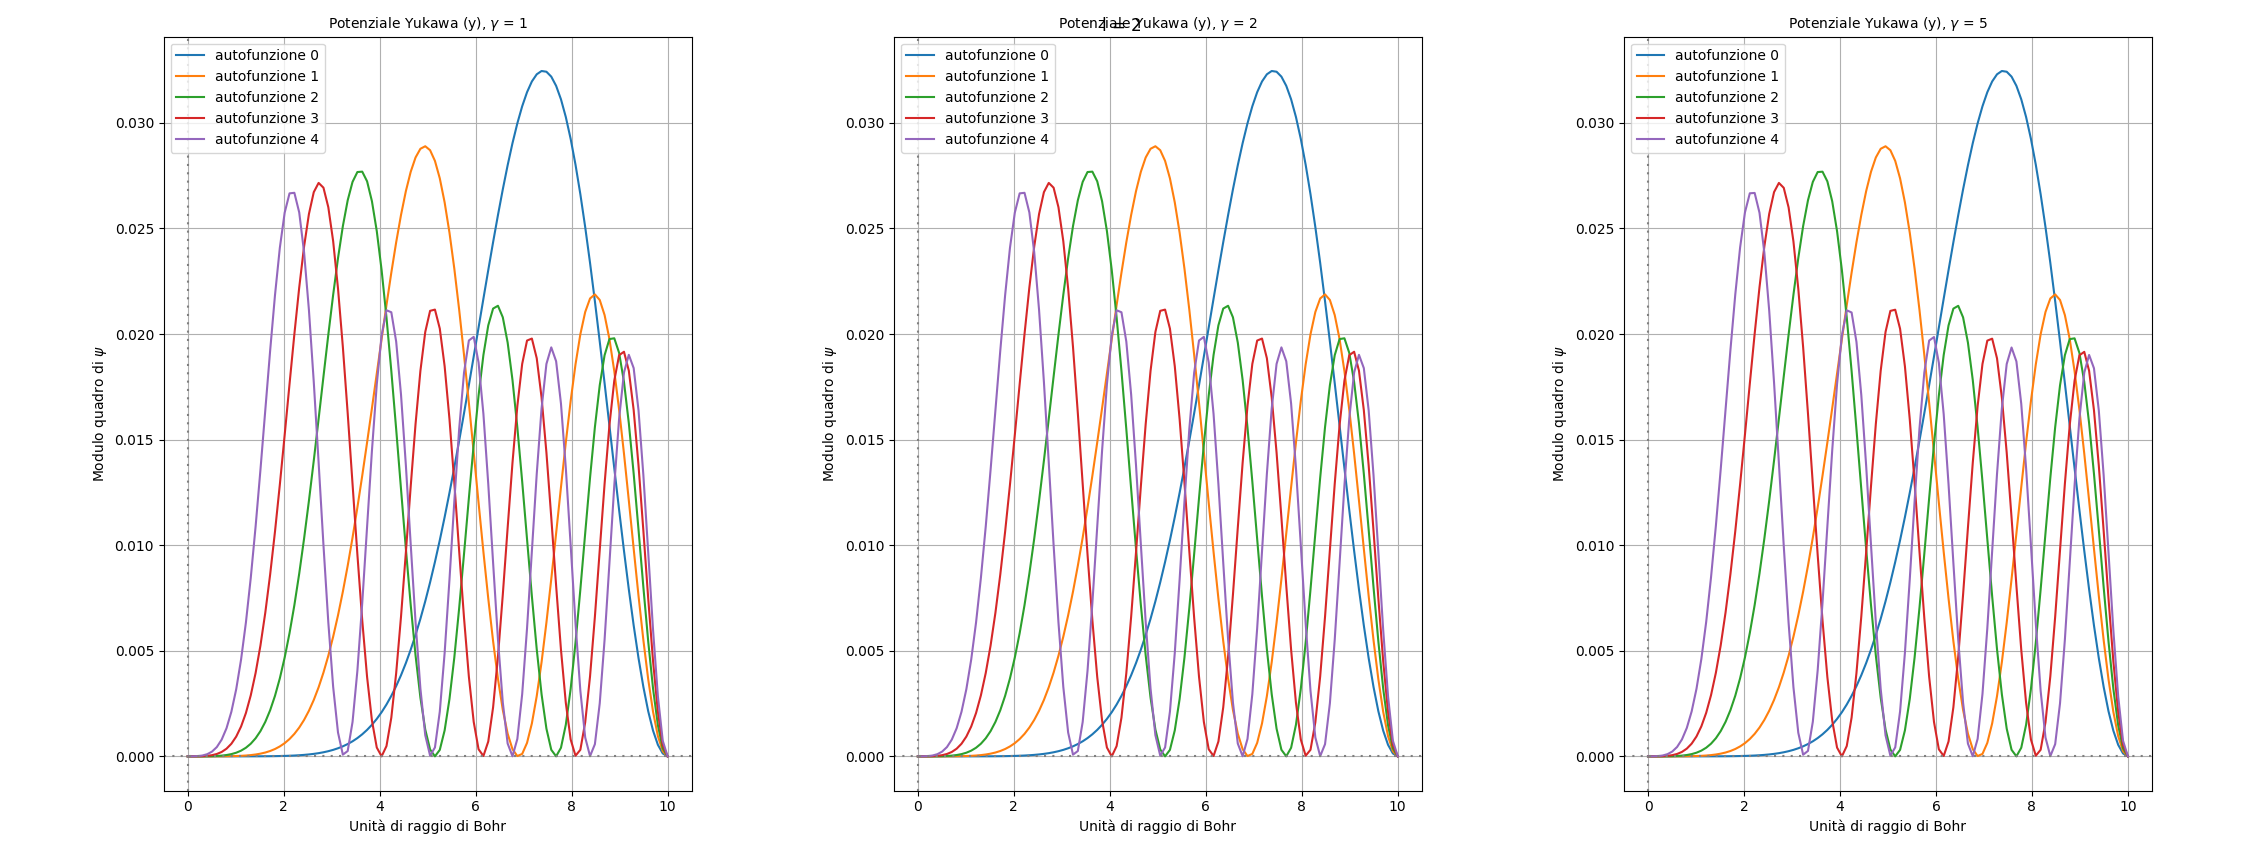 Potenziale Yukawa (y), γ = 1
autofunzione 0
autofunzione 1
autofunzione 2
autofunzione 3
autofunzione 4
0.030
0.025
0.020
0.015
0.010
0.005
0.000
Modulo quadro di ψ
0 2 4 6 8 10
Unità di raggio di Bohr
l = 2
Potenziale Yukawa (y), γ = 2
autofunzione 0
autofunzione 1
autofunzione 2
autofunzione 3
autofunzione 4
0.030
0.025
0.020
0.015
0.010
0.005
0.000
Modulo quadro di ψ
0 2 4 6 8 10
Unità di raggio di Bohr
Potenziale Yukawa (y), γ = 5
autofunzione 0
autofunzione 1
autofunzione 2
autofunzione 3
autofunzione 4
0.030
0.025
0.020
0.015
0.010
0.005
0.000
Modulo quadro di ψ
0 2 4 6 8 10
Unità di raggio di Bohr